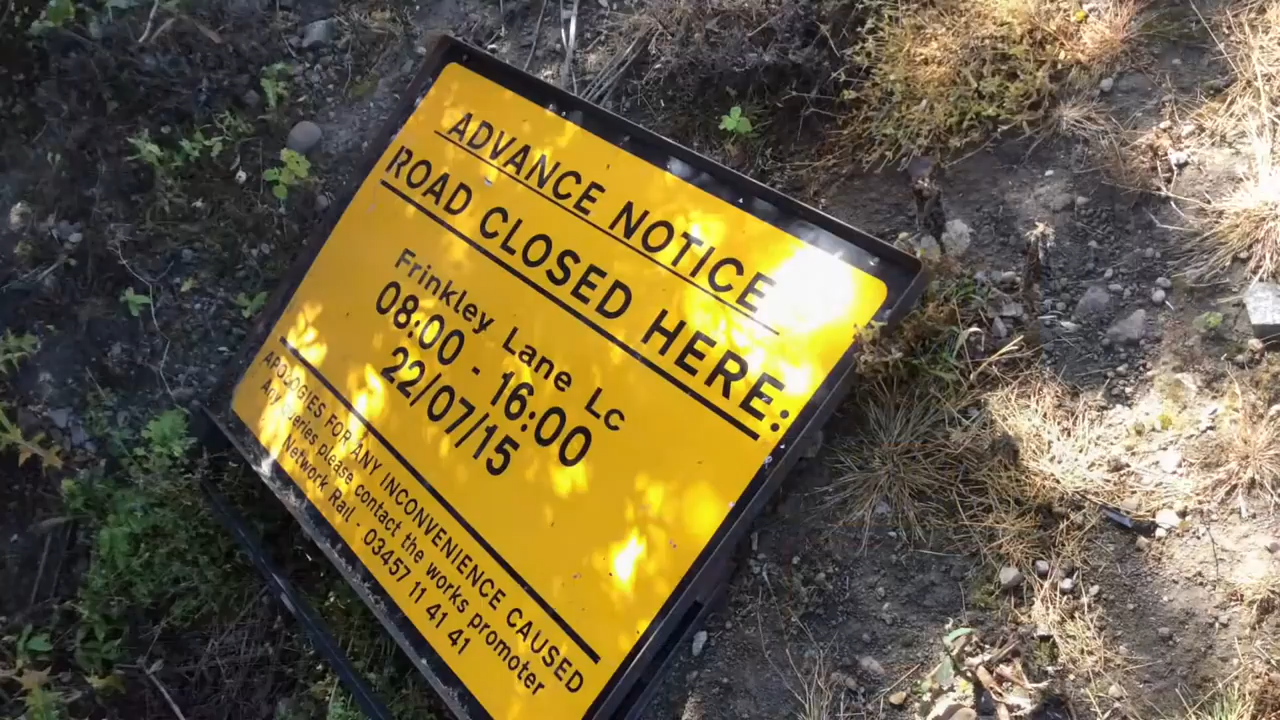 ADVANCE NOTICE
ROAD CLOSED HERE:
Frinkley Lane Lc
08:00 - 16:00
22/07/15
APOLOGIES FOR ANY INCONVENIENCE CAUSED
Any queries please contact the works promoter
Network Rail - 03457 11 41 41